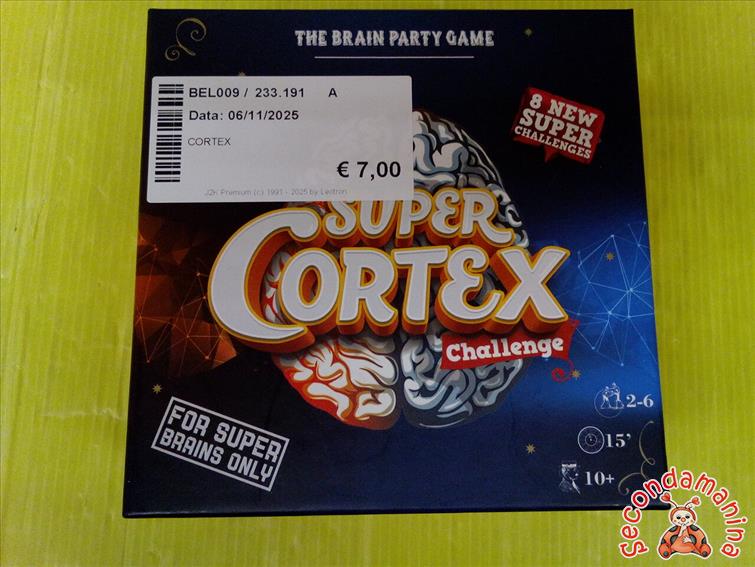 THE BRAIN PARTY GAME
BEL009 / 233.191 A
Data: 06/11/2025
CORTEX
€ 7,00
J2K Premium (c) 1991 - 2025 by Lectron
8 NEW
SUPER
CHALLENGES
SUPER
CORTEX
Challenge
FOR SUPER
BRAINS ONLY
2-6
15'
10+
secondamanina